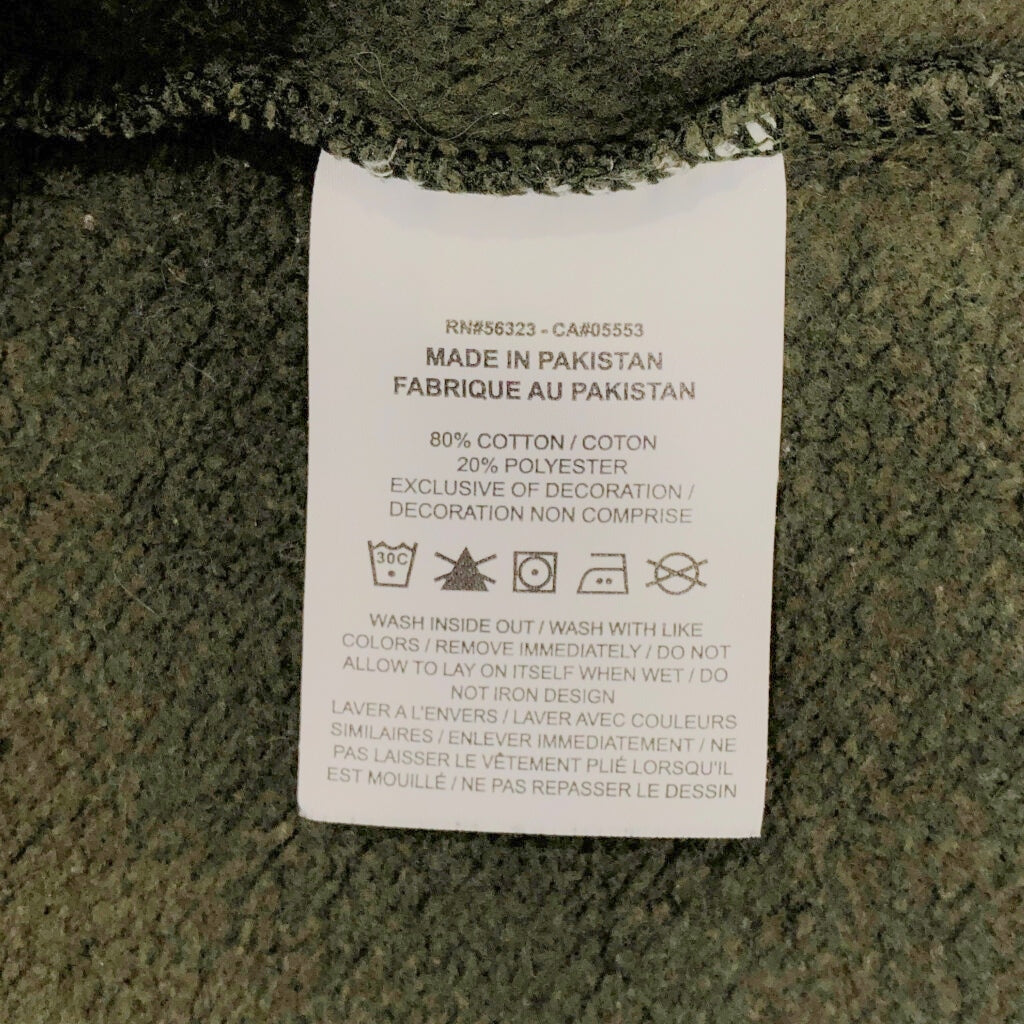 RN#56323 - CA#05553
MADE IN PAKISTAN
FABRIQUE AU PAKISTAN
80% COTTON / COTON
20% POLYESTER
EXCLUSIVE OF DECORATION /
DECORATION NON COMPRISE
30C
WASH INSIDE OUT / WASH WITH LIKE
COLORS / REMOVE IMMEDIATELY / DO NOT
ALLOW TO LAY ON ITSELF WHEN WET / DO
NOT IRON DESIGN
LAVER A L'ENVERS / LAVER AVEC COULEURS
SIMILAIRES / ENLEVER IMMEDIATEMENT / NE
PAS LAISSER LE VÊTEMENT PLIÉ LORSQU'IL
EST MOUILLÉ / NE PAS REPASSER LE DESSIN